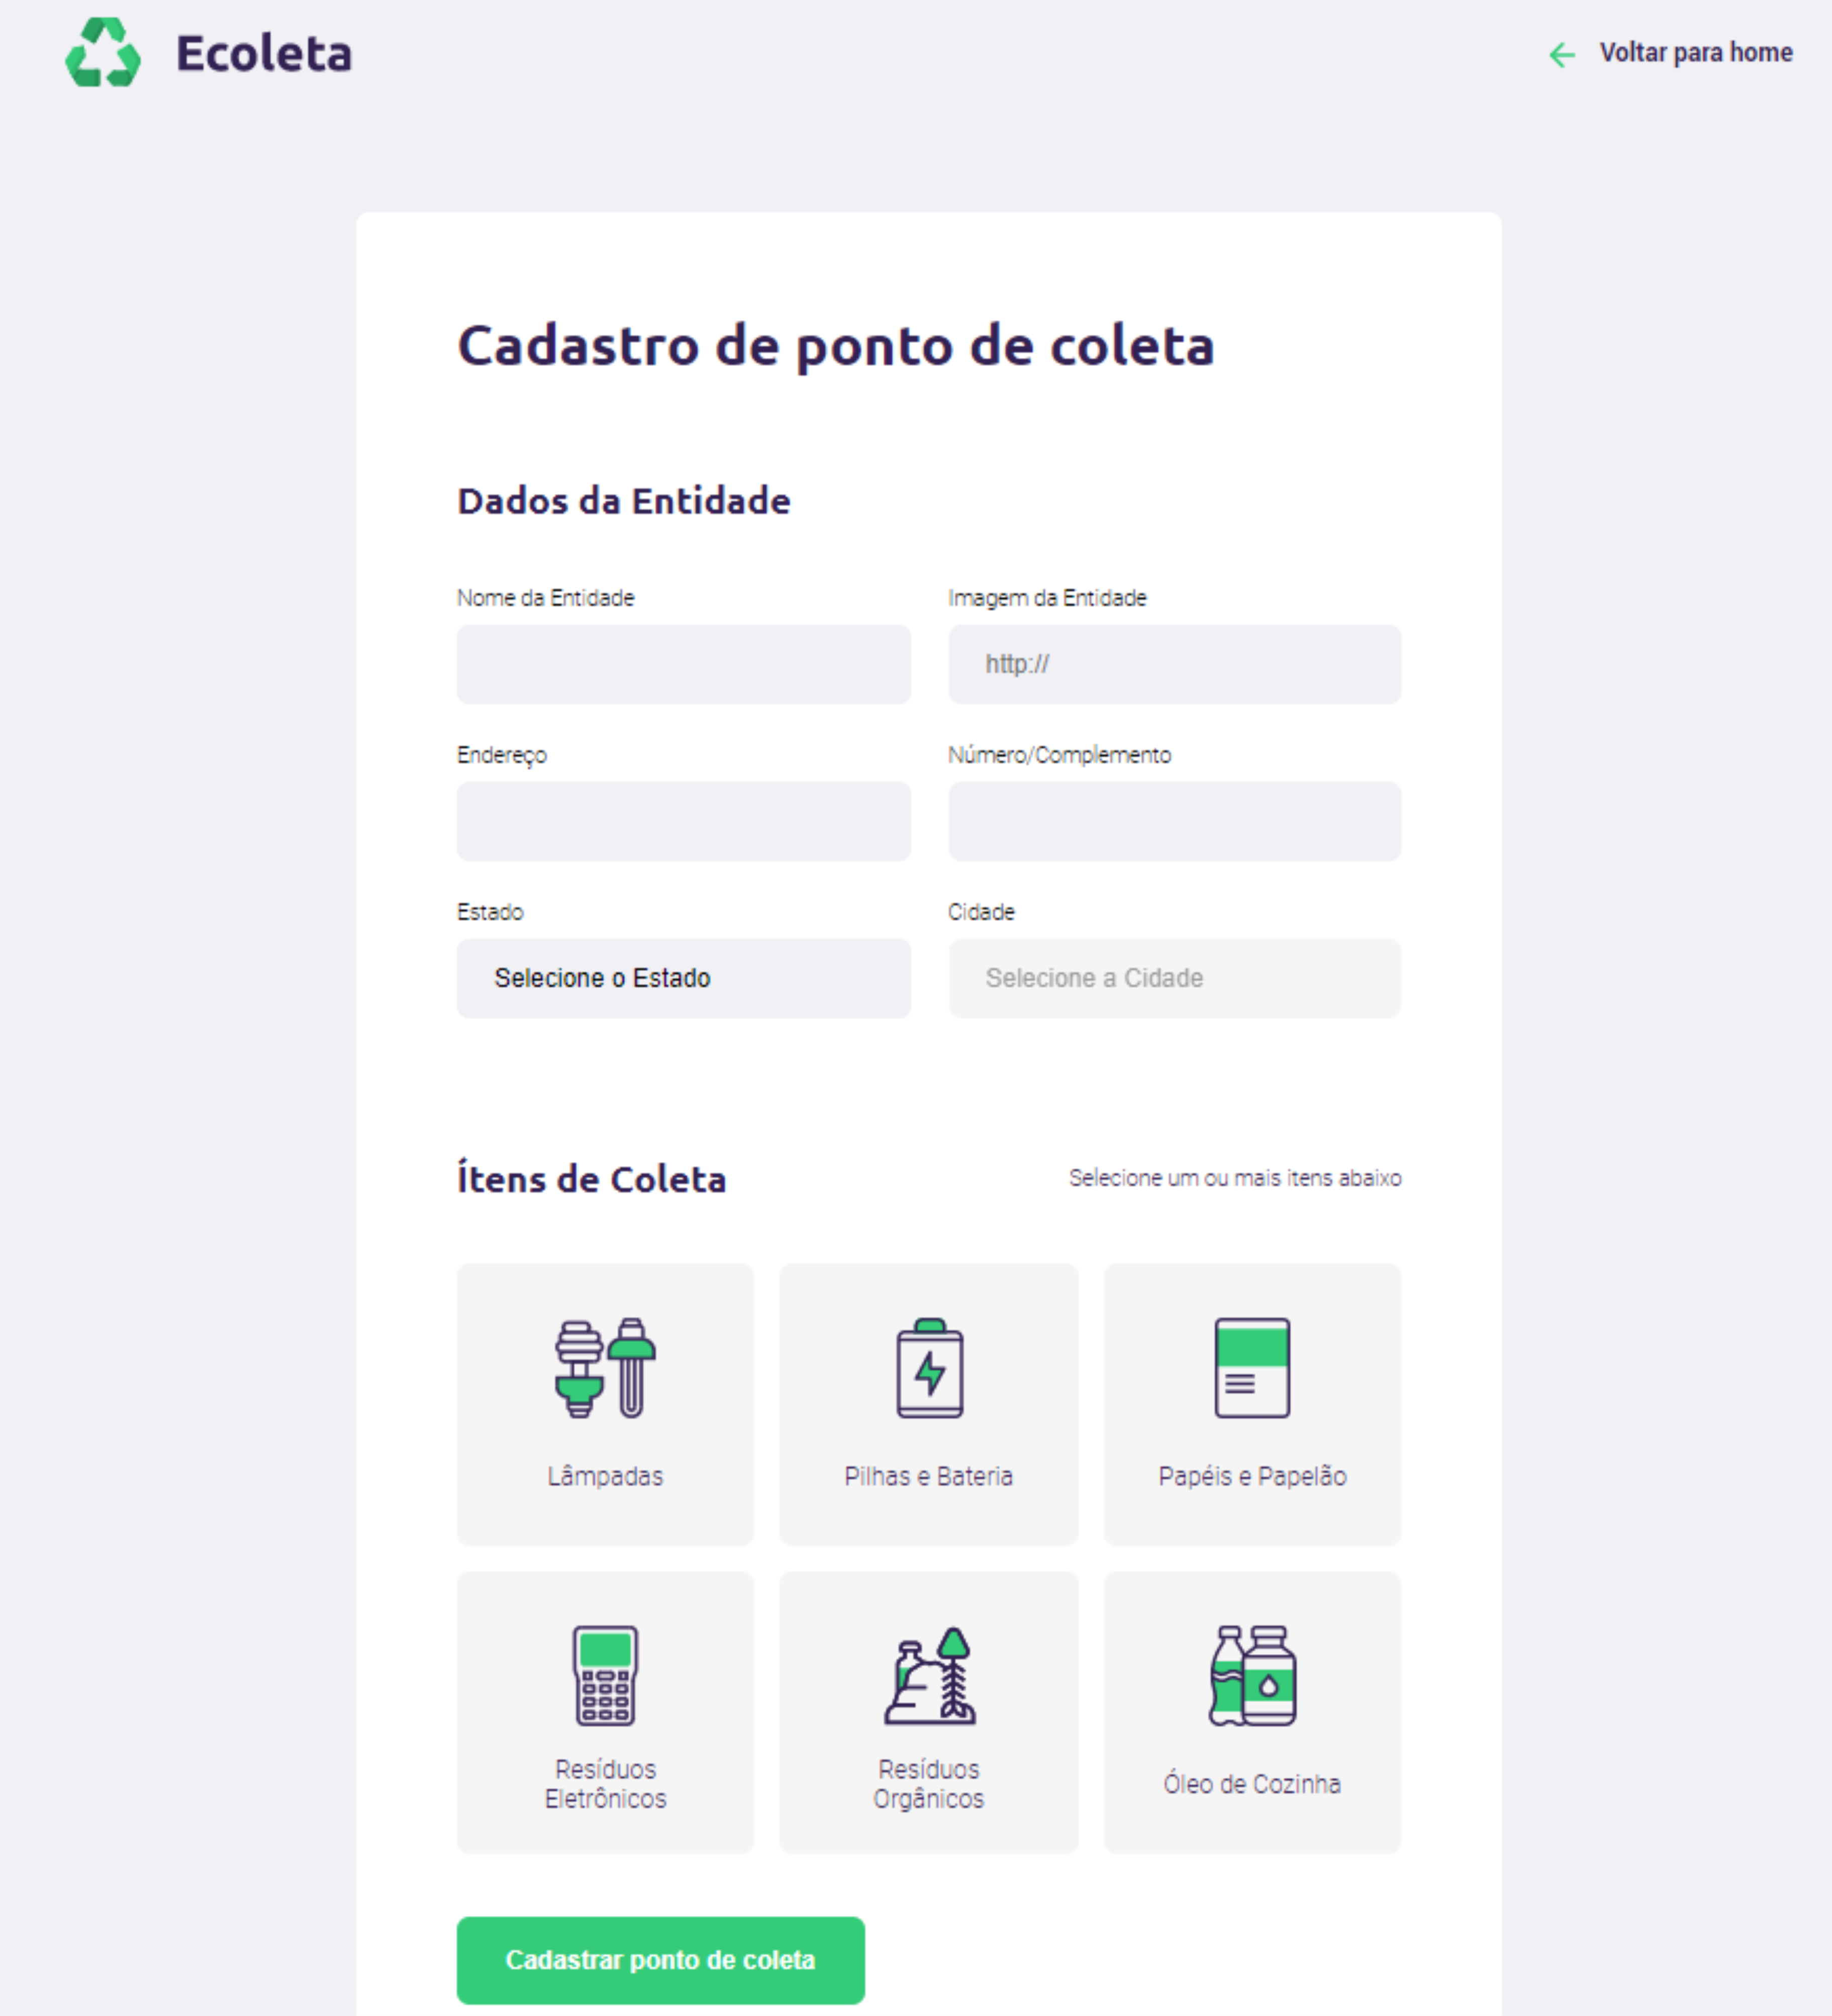 Ecoleta
Voltar para home
Cadastro de ponto de coleta
Dados da Entidade
Nome da Entidade
Imagem da Entidade
http://
Endereço
Número/Complemento
Estado
Cidade
Selecione o Estado
Selecione a Cidade
Ítens de Coleta
Selecione um ou mais itens abaixo
Lâmpadas
Pilhas e Bateria
Papéis e Papelão
Resíduos
Eletrônicos
Resíduos
Orgânicos
Óleo de Cozinha
Cadastrar ponto de coleta